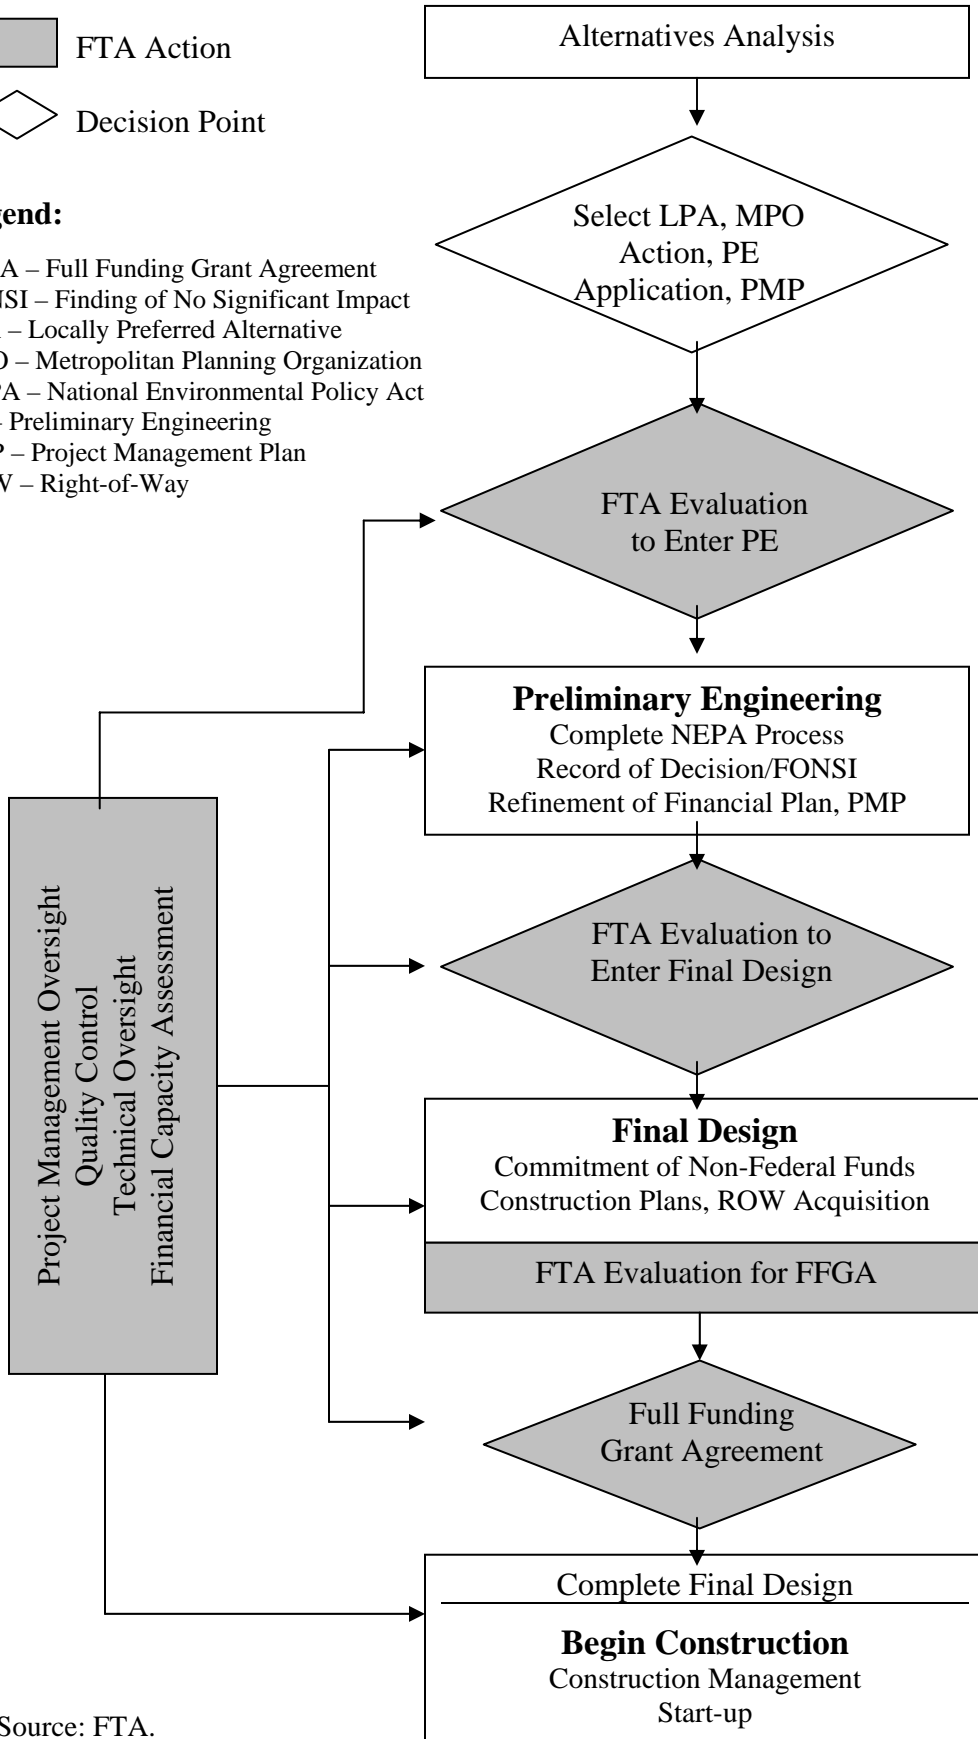 FTA Action
Decision Point
gend:
A – Full Funding Grant Agreement
NSI – Finding of No Significant Impact
– Locally Preferred Alternative
O – Metropolitan Planning Organization
PA – National Environmental Policy Act
– Preliminary Engineering
P – Project Management Plan
W – Right-of-Way
Alternatives Analysis
Select LPA, MPO
Action, PE
Application, PMP
FTA Evaluation
to Enter PE
Preliminary Engineering
Complete NEPA Process
Record of Decision/FONSI
Refinement of Financial Plan, PMP
FTA Evaluation to
Enter Final Design
Project Management Oversight
Quality Control
Technical Oversight
Financial Capacity Assessment
Final Design
Commitment of Non-Federal Funds
Construction Plans, ROW Acquisition
FTA Evaluation for FFGA
Full Funding
Grant Agreement
Complete Final Design
Begin Construction
Construction Management
Start-up
Source: FTA.